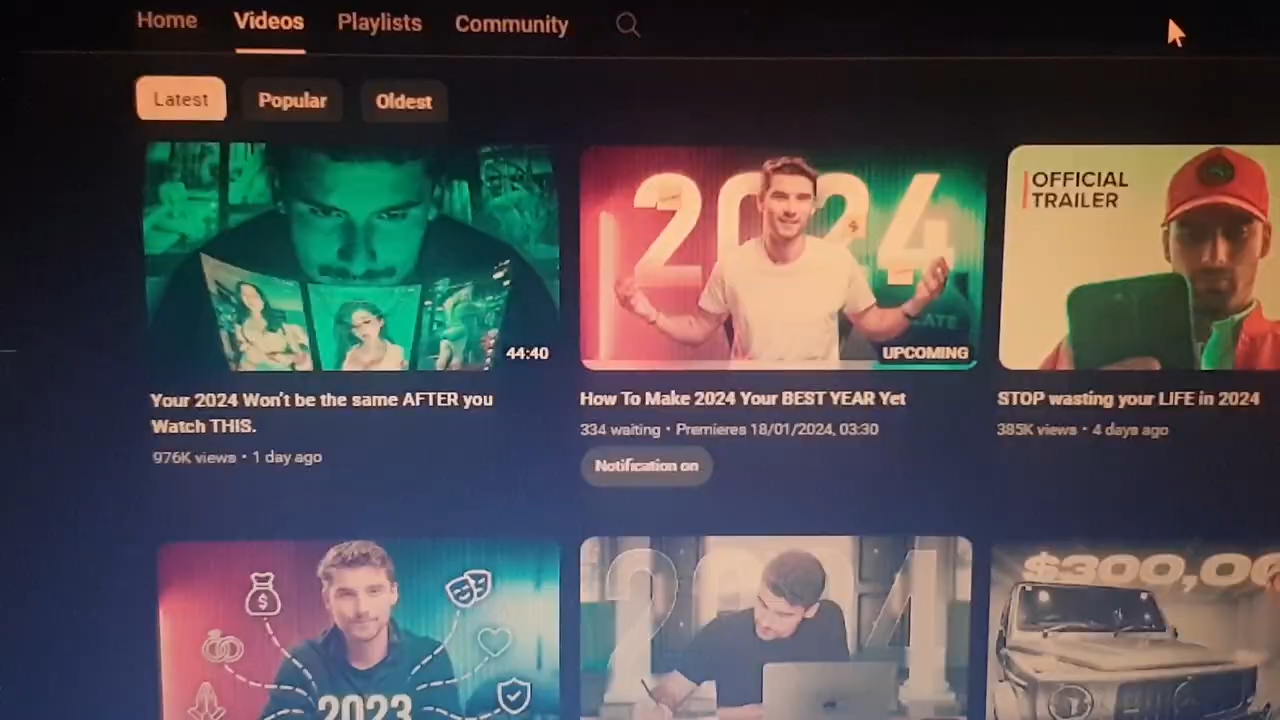 Home Videos Playlists Community
Latest Popular Oldest
44:40
Your 2024 Won't be the same AFTER you
Watch THIS.
976K views • 1 day ago
2024
UPCOMING
How To Make 2024 Your BEST YEAR Yet
334 waiting • Premieres 18/01/2024, 03:30
Notification on
OFFICIAL
TRAILER
STOP wasting your LIFE in 2024
385K views • 4 days ago
$
2023
2024
$300,00